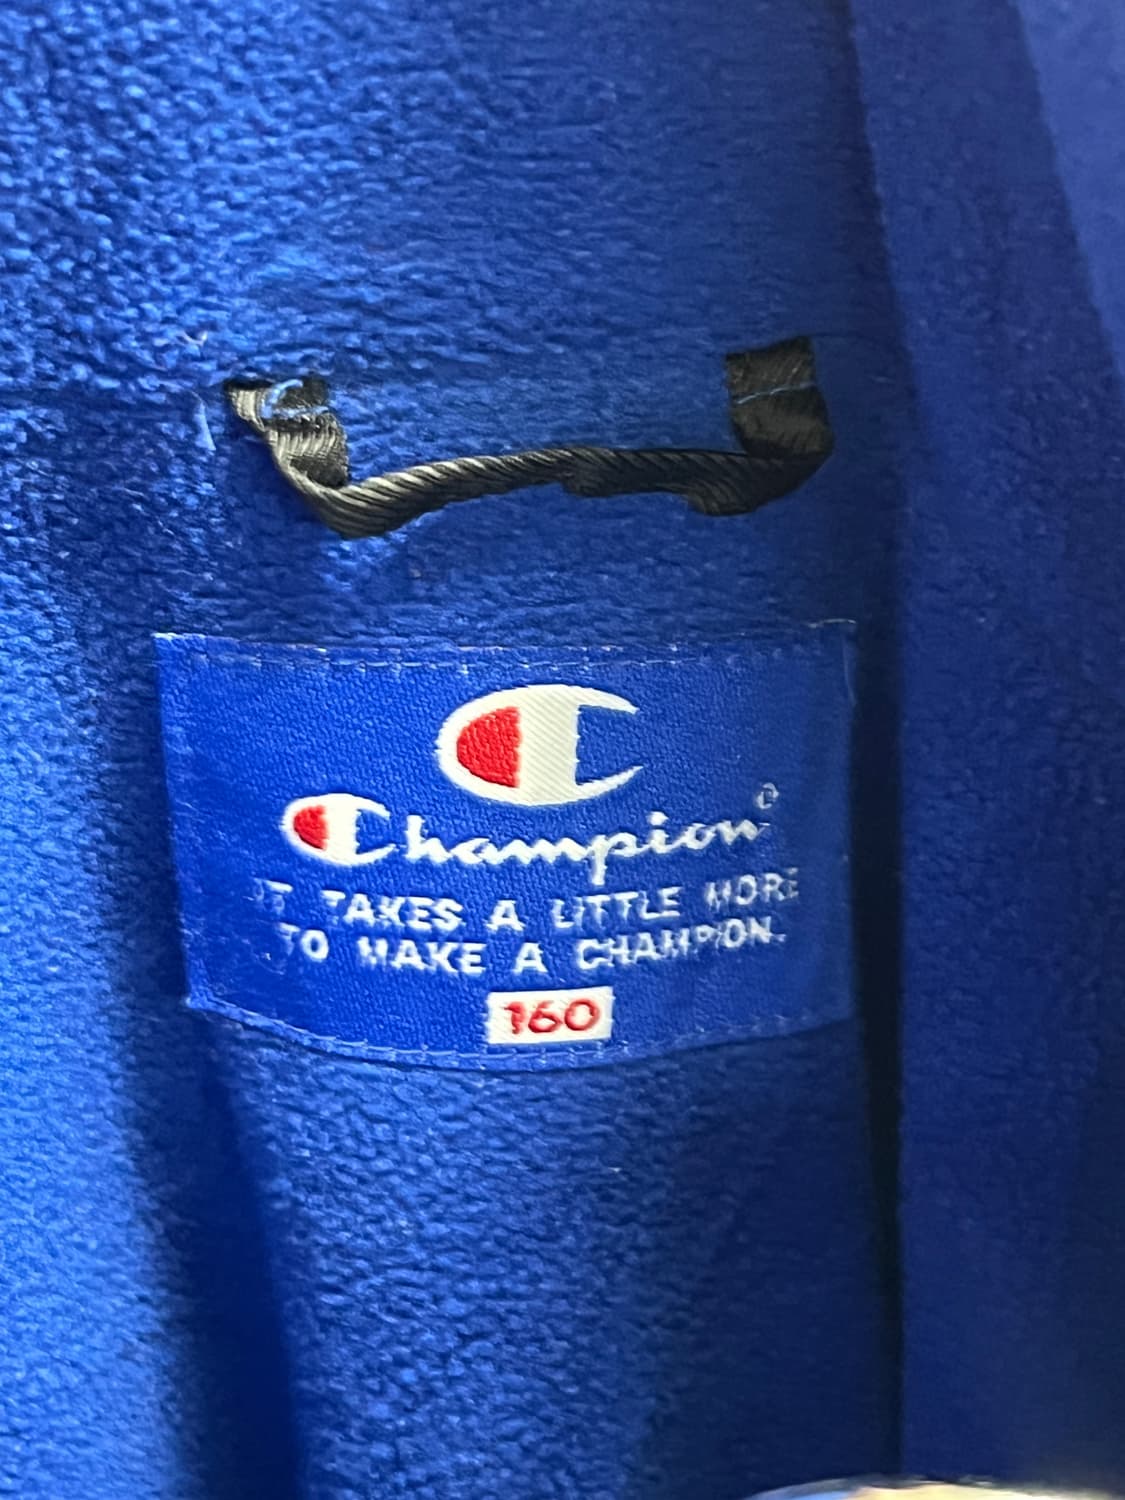 Champion®
IT TAKES A LITTLE MORE
TO MAKE A CHAMPION.
160